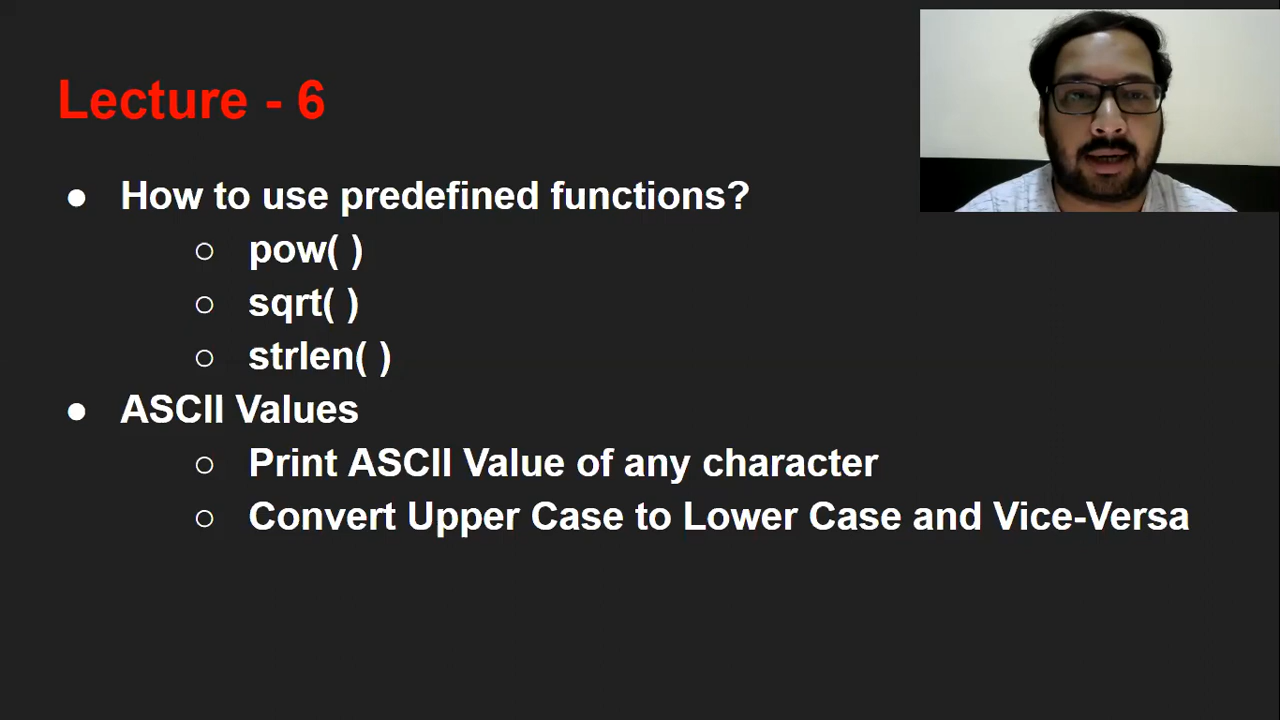 Lecture - 6
● How to use predefined functions?
○ pow( )
○ sqrt( )
○ strlen( )
● ASCII Values
○ Print ASCII Value of any character
○ Convert Upper Case to Lower Case and Vice-Versa